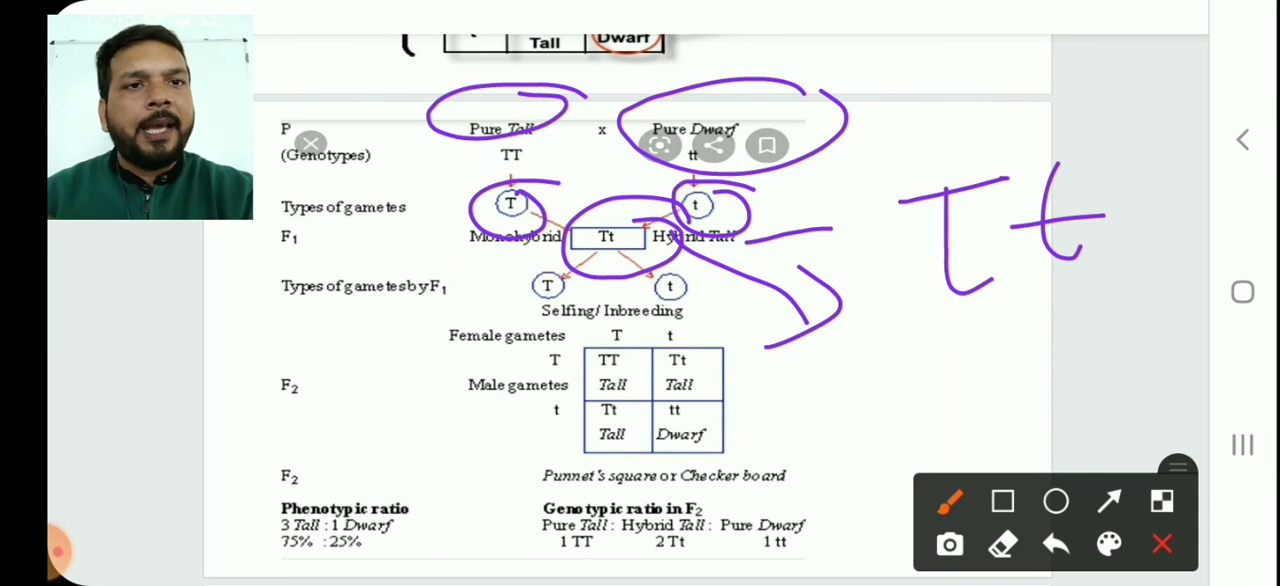 Tall
Dwarf
P Pure Tall x Pure Dwarf
(Genotypes) TT tt
Types of gametes T t
F1 Monohybrid Tt Hybrid Tall
Tt
Types of gametes by F1 T t
Selfing/ Inbreeding
Female gametes T t
T TT Tt
F2 Male gametes Tall Tall
t Tt tt
Tall Dwarf
F2 Punnet's square or Checker board
Phenotypic ratio Genotypic ratio in F2
3 Tall : 1 Dwarf Pure Tall : Hybrid Tall : Pure Dwarf
75% : 25% 1 TT 2 Tt 1 tt